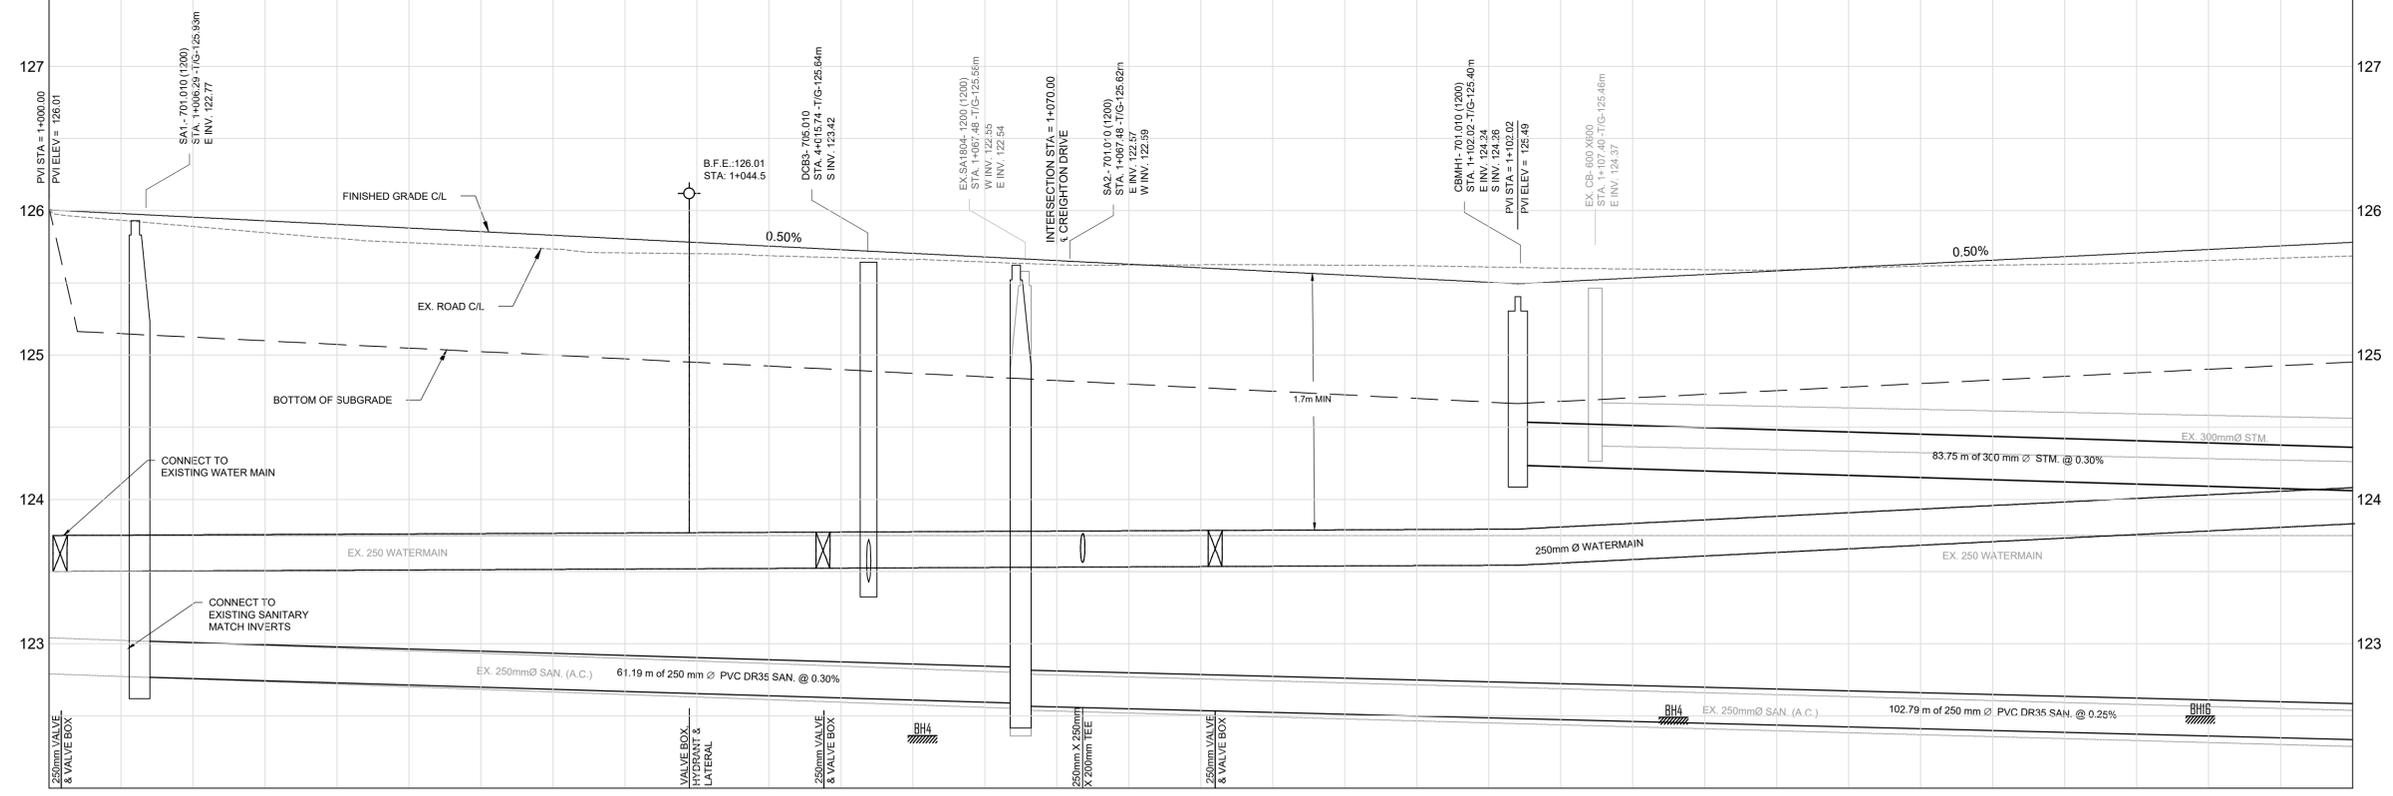 127
126
125
124
123
127
126
125
124
123
PVI STA = 1+000.00
PVI ELEV = 126.01
SA1.- 701.010 (1200)
STA. 1+006.29 -T/G-125.93m
E INV. 122.77
FINISHED GRADE C/L
EX. ROAD C/L
BOTTOM OF SUBGRADE
B.F.E.:126.01
STA: 1+044.5
0.50%
DCB3- 705.010
STA. 4+015.74 -T/G-125.64m
S INV. 123.42
EX.SA1804- 1200 (1200)
STA. 1+067.48 -T/G-125.58m
W INV. 122.55
E INV. 122.54
INTERSECTION STA = 1+070.00
℄ CREIGHTON DRIVE
SA2.- 701.010 (1200)
STA. 1+067.48 -T/G-125.62m
E INV. 122.57
W INV. 122.59
1.7m MIN
CBMH1- 701.010 (1200)
STA. 1+102.02 -T/G-125.40m
E INV. 124.24
S INV. 124.26
PVI STA = 1+102.02
PVI ELEV = 125.49
EX. CB- 600 X600
STA. 1+107.40 -T/G-125.46m
E INV. 124.37
0.50%
EX. 300mmØ STM.
83.75 m of 300 mm Ø STM. @ 0.30%
CONNECT TO
EXISTING WATER MAIN
EX. 250 WATERMAIN
250mm Ø WATERMAIN
EX. 250 WATERMAIN
CONNECT TO
EXISTING SANITARY
MATCH INVERTS
EX. 250mmØ SAN. (A.C.)
61.19 m of 250 mm Ø PVC DR35 SAN. @ 0.30%
EX. 250mmØ SAN. (A.C.)
102.79 m of 250 mm Ø PVC DR35 SAN. @ 0.25%
BH4
BH4
BH16
250mm VALVE
& VALVE BOX
VALVE BOX,
HYDRANT &
LATERAL
250mm VALVE
& VALVE BOX
250mm X 250mm
X 200mm TEE
250mm VALVE
& VALVE BOX